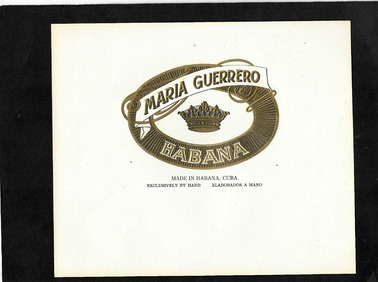 MARIA GUERRERO
HABANA
MADE IN HABANA, CUBA.
EXCLUSIVELY BY HAND ELABORADOS A MANO